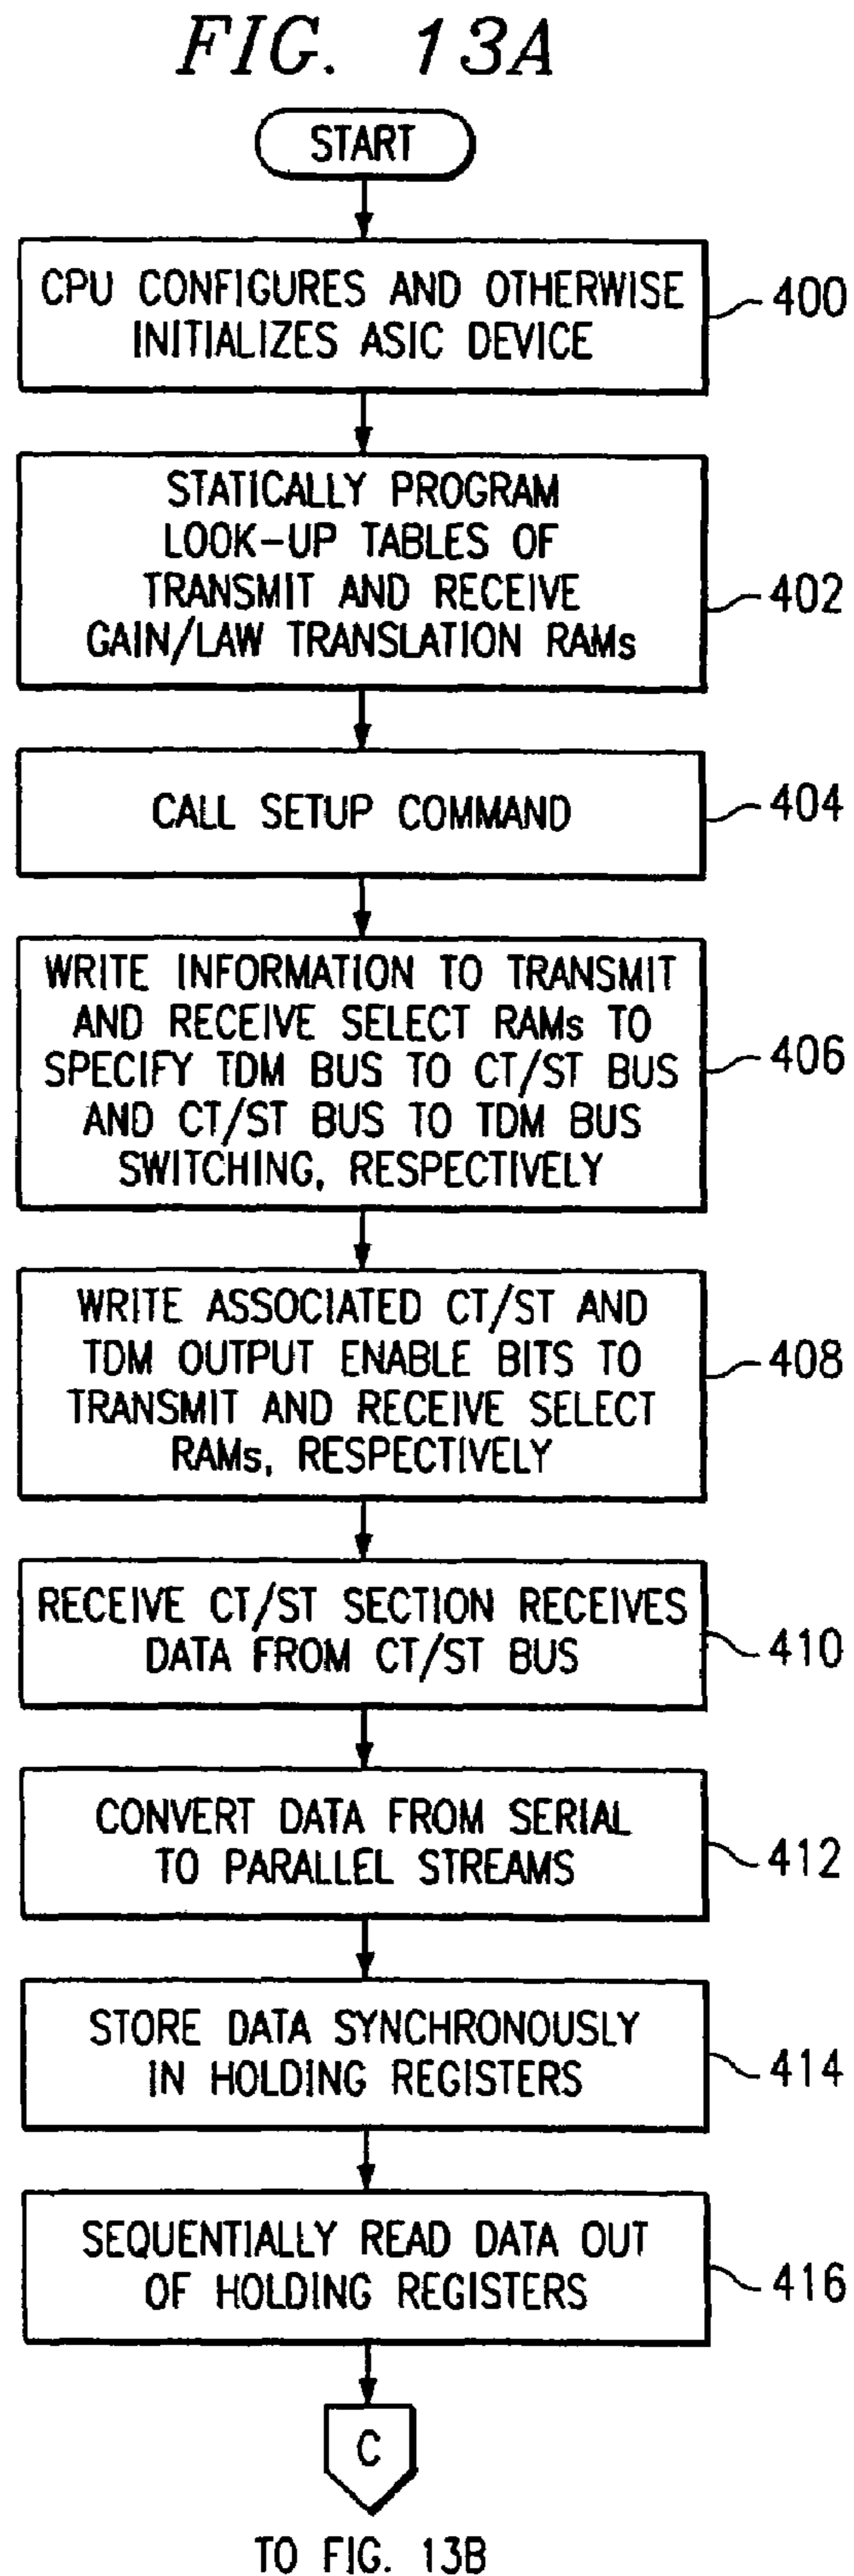 FIG. 13A
START
CPU CONFIGURES AND OTHERWISE
INITIALIZES ASIC DEVICE
400
STATICALLY PROGRAM
LOOK-UP TABLES OF
TRANSMIT AND RECEIVE
GAIN/LAW TRANSLATION RAMs
402
CALL SETUP COMMAND
404
WRITE INFORMATION TO TRANSMIT
AND RECEIVE SELECT RAMs TO
SPECIFY TDM BUS TO CT/ST BUS
AND CT/ST BUS TO TDM BUS
SWITCHING, RESPECTIVELY
406
WRITE ASSOCIATED CT/ST AND
TDM OUTPUT ENABLE BITS TO
TRANSMIT AND RECEIVE SELECT
RAMs, RESPECTIVELY
408
RECEIVE CT/ST SECTION RECEIVES
DATA FROM CT/ST BUS
410
CONVERT DATA FROM SERIAL
TO PARALLEL STREAMS
412
STORE DATA SYNCHRONOUSLY
IN HOLDING REGISTERS
414
SEQUENTIALLY READ DATA OUT
OF HOLDING REGISTERS
416
C
TO FIG. 13B